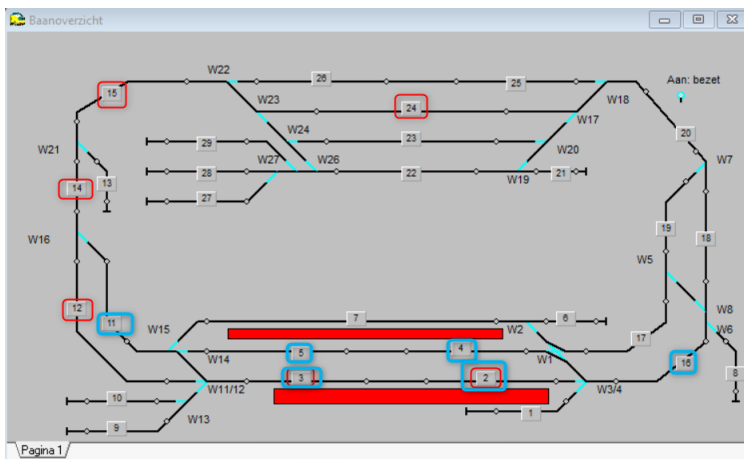 Baanoverzicht
W22
26
25
Aan: bezet
15
W23
24
W18
W17
W24
23
20
29
W21
W20
W27
W26
W7
28
22
W19
21
14
13
27
19
18
W16
W5
12
11
W8
7
6
W15
W2
W6
5
4
17
W14
W1
16
3
2
8
W11/12
W3/4
10
1
W13
9
Pagina 1